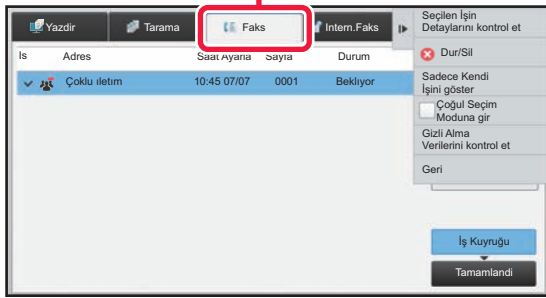 Yazdir
Tarama
Faks
Intern.Faks
Is
Adres
Saat Ayana
Sayfa
Durum
Çoklu iletim
10:45 07/07
0001
Bekliyor
Seçilen İşin
Detaylarını kontrol et
Dur/Sil
Sadece Kendi
İşini göster
Çoğul Seçim
Moduna gir
Gizli Alma
Verilerini kontrol et
Geri
İş Kuyruğu
Tamamlandi